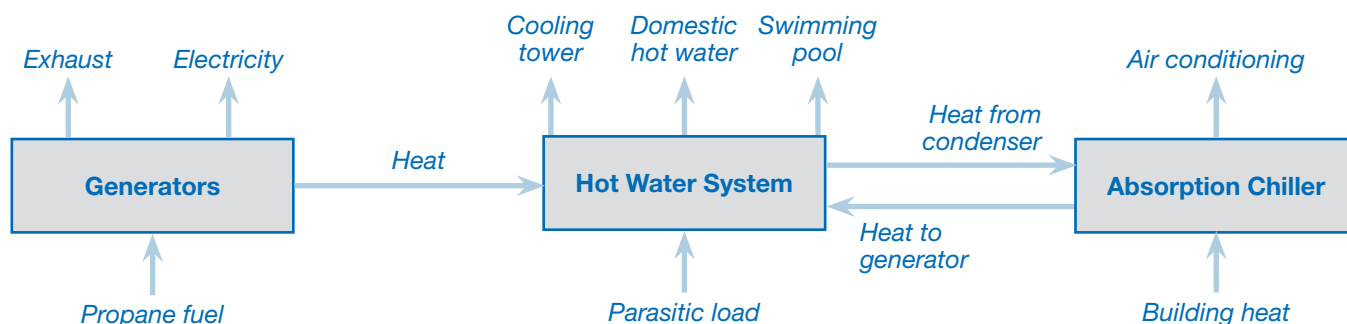 Exhaust
Electricity
Cooling
tower
Domestic
hot water
Swimming
pool
Air conditioning
Generators
Heat
Hot Water System
Heat from
condenser
Heat to
generator
Absorption Chiller
Propane fuel
Parasitic load
Building heat